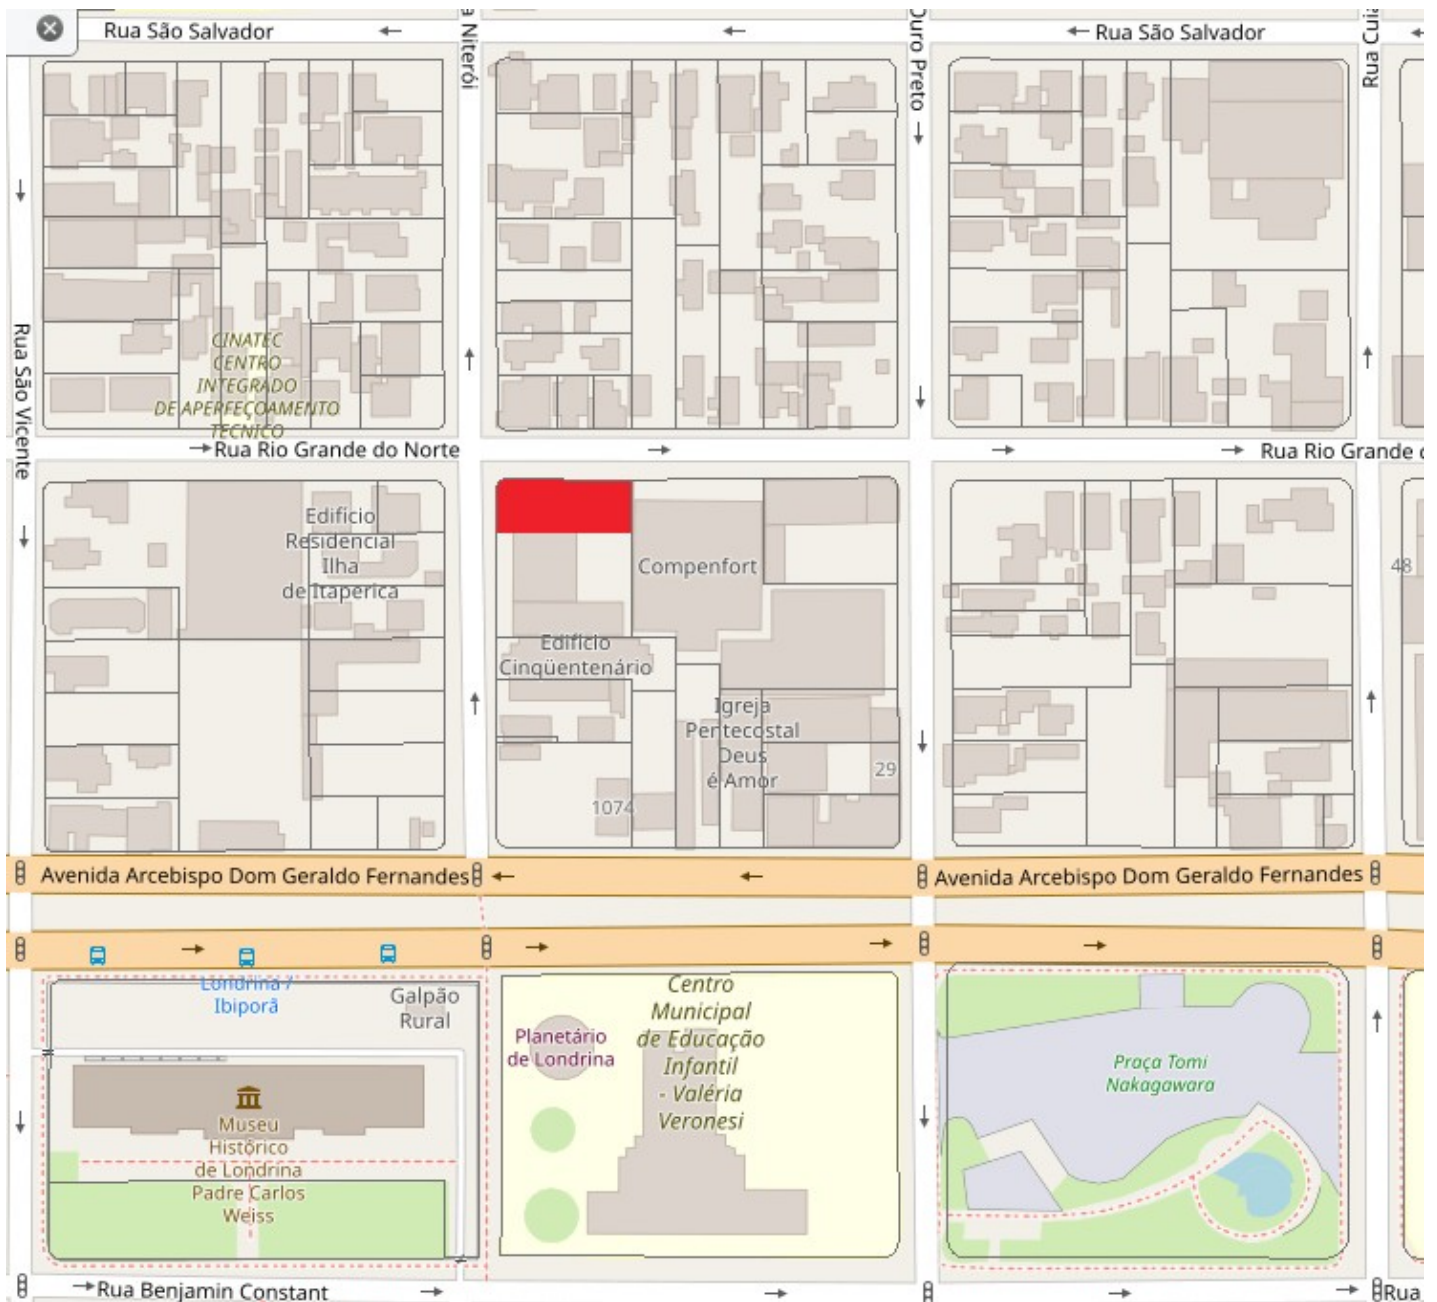 Rua São Salvador
a Niterói
Ouro Preto
Rua São Salvador
Rua São Vicente
CINATEC
CENTRO
INTEGRADO
DE APERFEÇOAMENTO
TECNICO
Rua Rio Grande do Norte
Rua Rio Grande
Edifício
Residencial
Ilha
de Itaperica
Compenfort
48
Edifício
Cinqüentenário
Igreja
Pentecostal
Deus
é Amor
29
1074
Avenida Arcebispo Dom Geraldo Fernandes
Avenida Arcebispo Dom Geraldo Fernandes
Londrina /
Ibiporã
Galpão
Rural
Planetário
de Londrina
Centro
Municipal
de Educação
Infantil
- Valéria
Veronesi
Praça Tomi
Nakagawara
Museu
Histórico
de Londrina
Padre Carlos
Weiss
Rua Benjamin Constant
Rua